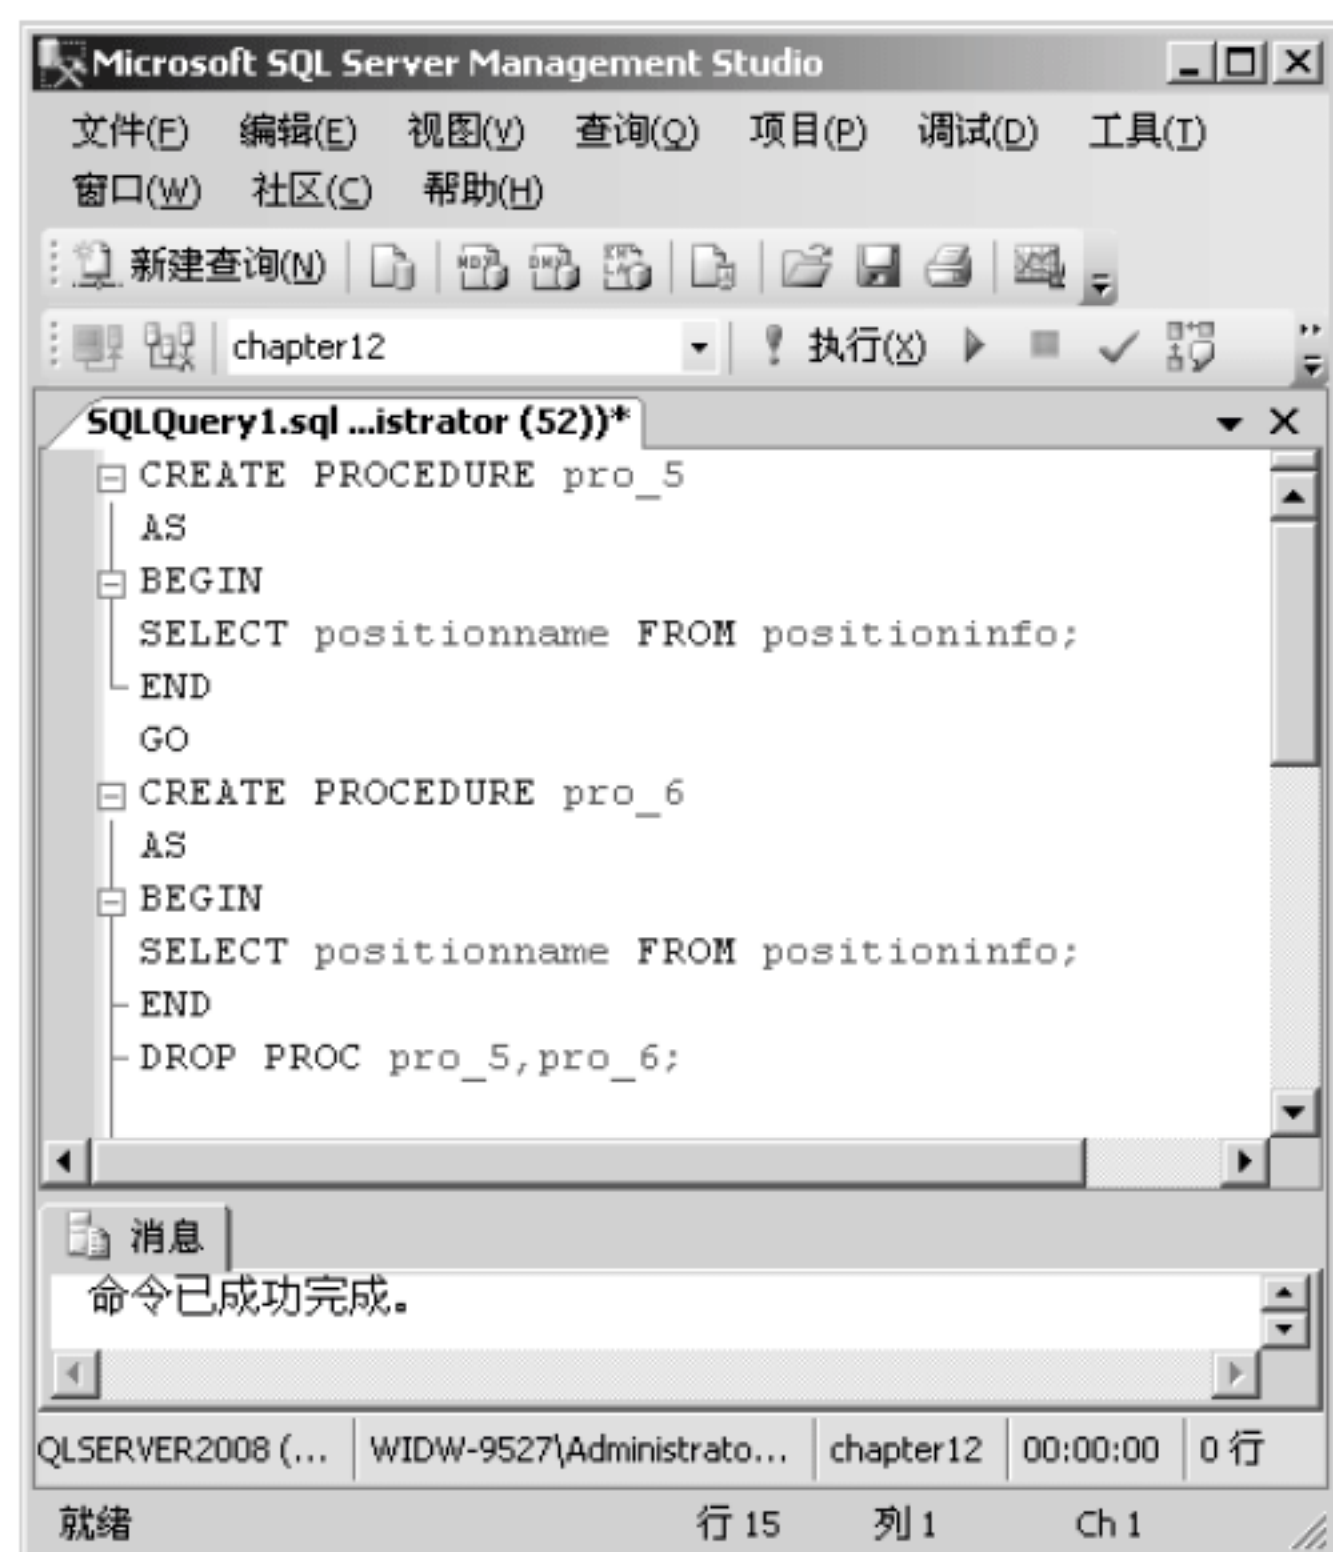 Microsoft SQL Server Management Studio
文件(F) 编辑(E) 视图(V) 查询(Q) 项目(P) 调试(D) 工具(T)
窗口(W) 社区(C) 帮助(H)
新建查询(N)
chapter12 执行(X)
SQLQuery1.sql ...istrator (52))*
CREATE PROCEDURE pro_5
AS
BEGIN
SELECT positionname FROM positioninfo;
END
GO
CREATE PROCEDURE pro_6
AS
BEGIN
SELECT positionname FROM positioninfo;
END
DROP PROC pro_5,pro_6;
消息
命令已成功完成。
QLSERVER2008 (... WIDW-9527\Administrato... chapter12 00:00:00 0 行
就绪 行 15 列 1 Ch 1